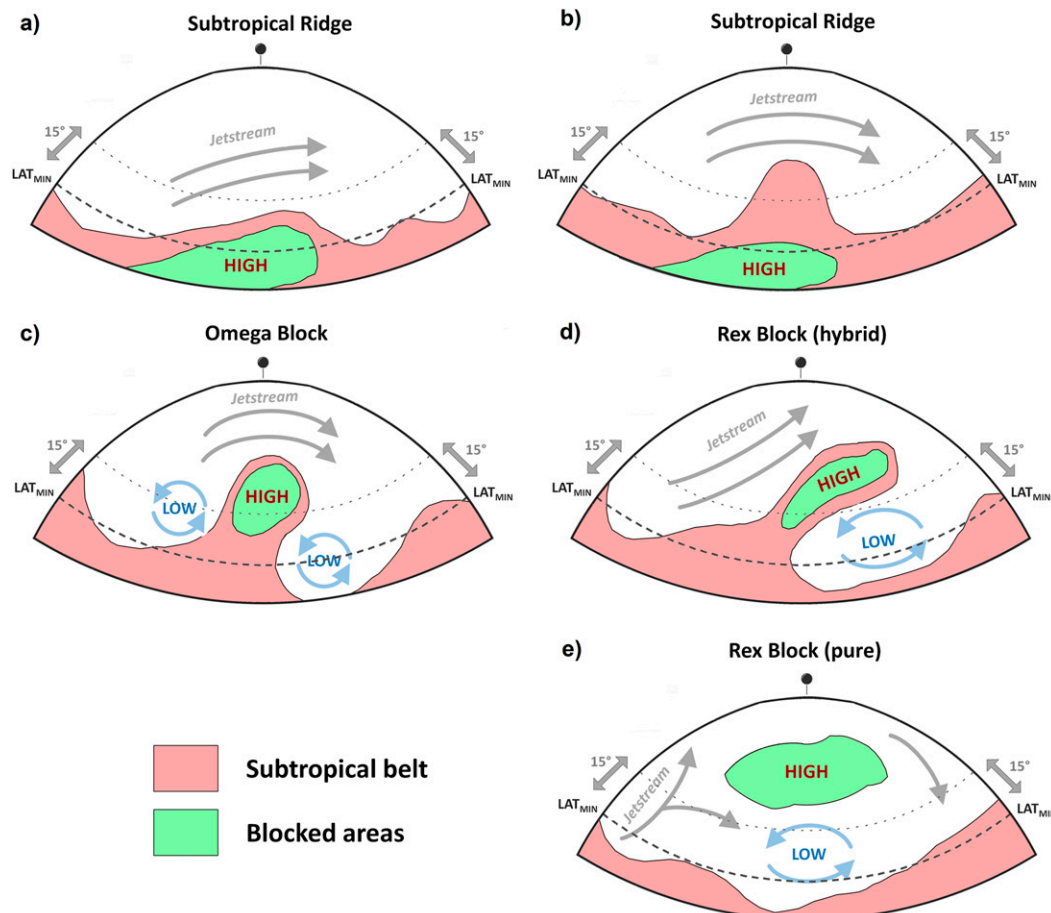 a)
Subtropical Ridge
Jetstream
15°
15°
LATMIN
LATMIN
HIGH
b)
Subtropical Ridge
Jetstream
15°
15°
LATMIN
LATMIN
HIGH
c)
Omega Block
Jetstream
15°
15°
LATMIN
LATMIN
LOW
HIGH
LOW
d)
Rex Block (hybrid)
Jetstream
15°
15°
LATMIN
LATMIN
HIGH
LOW
e)
Rex Block (pure)
Jetstream
15°
15°
LATMIN
LATMI
HIGH
LOW
Subtropical belt
Blocked areas